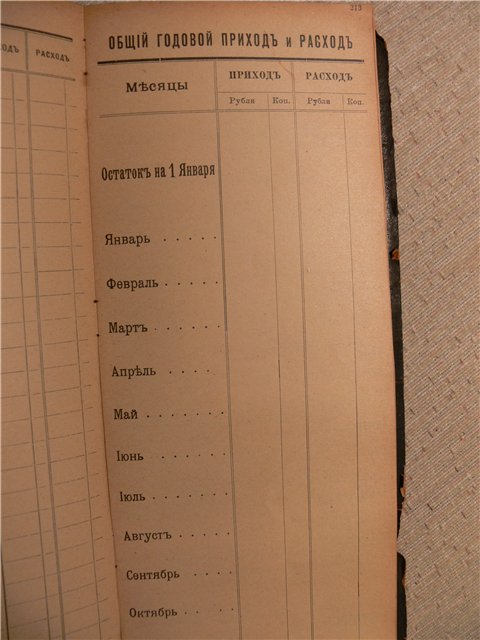 213
ОБЩІЙ ГОДОВОЙ ПРИХОДЪ и РАСХОДЪ
МѢСЯЦЫ ПРИХОДЪ РАСХОДЪ
Рубли Коп. Рубли Коп.
Остатокъ на 1 Января
Январь . . . . .
Февраль . . . . .
Мартъ . . . . . .
Апрѣль . . . .
Май . . . . . . .
Іюнь . . . . . .
Іюль . . . . . .
Августъ . . . . .
Сентябрь . . . .
Октябрь . . . .
РАСХОДЪ